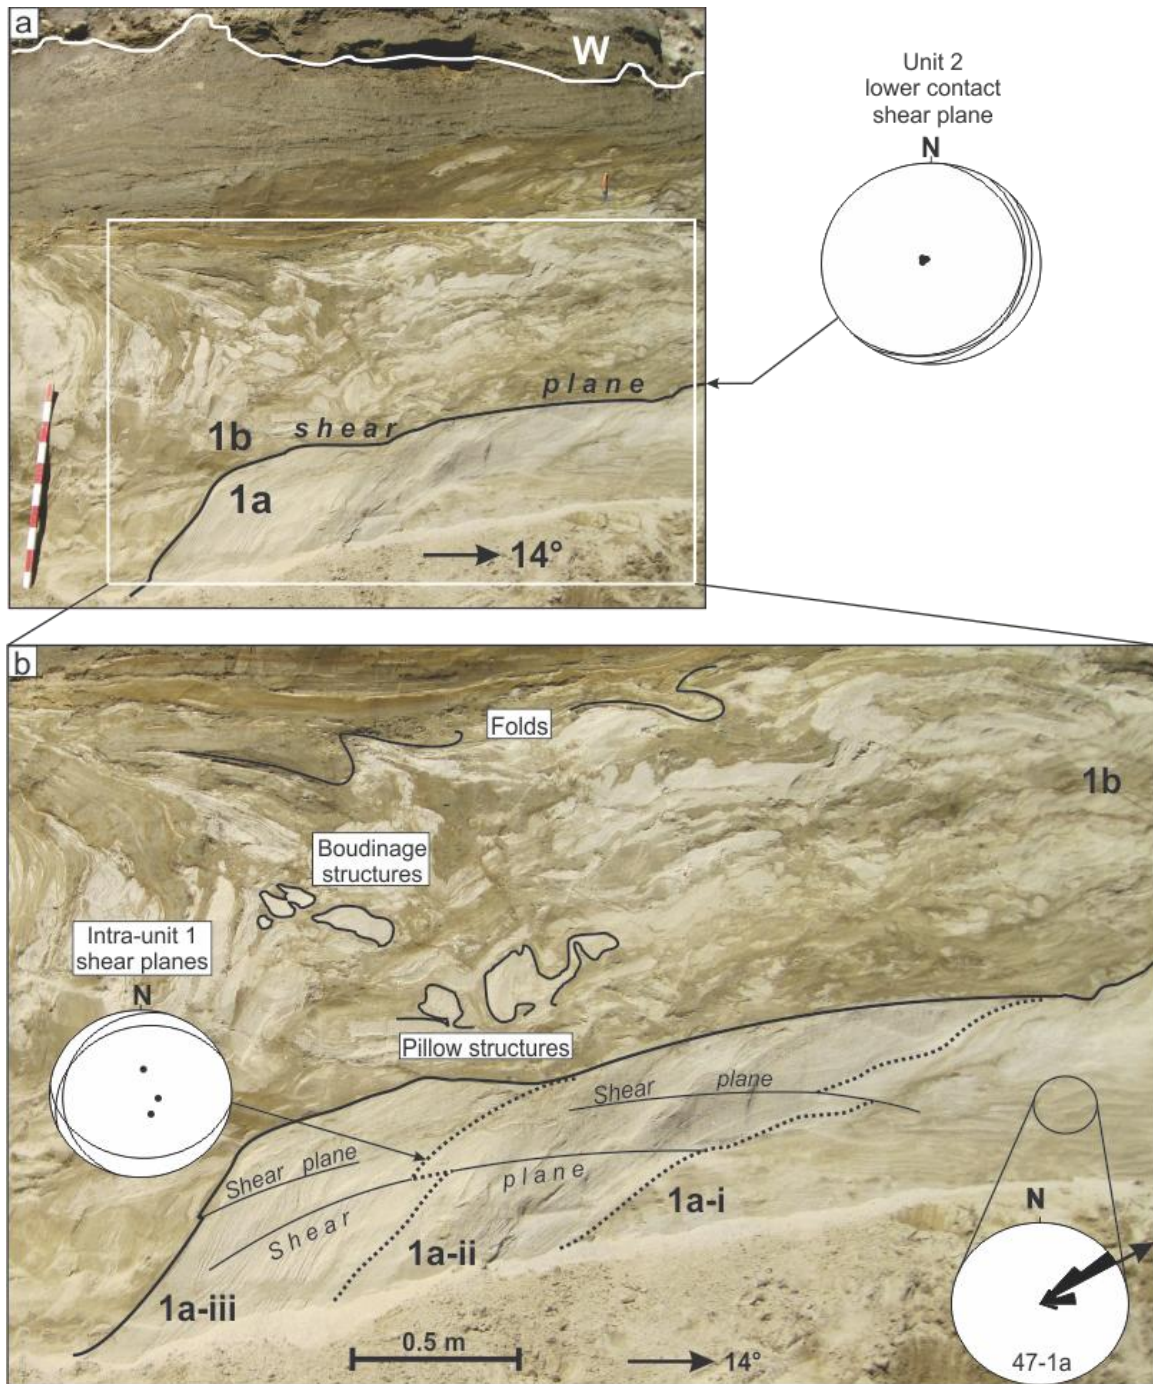 a
W
Unit 2
lower contact
shear plane
N
plane
shear
1b
1a
14°
b
Folds
1b
Boudinage
structures
Intra-unit 1
shear planes
N
Pillow structures
Shear plane
Shear plane
Shear plane
1a-i
1a-ii
1a-iii
N
0.5 m
14°
47-1a